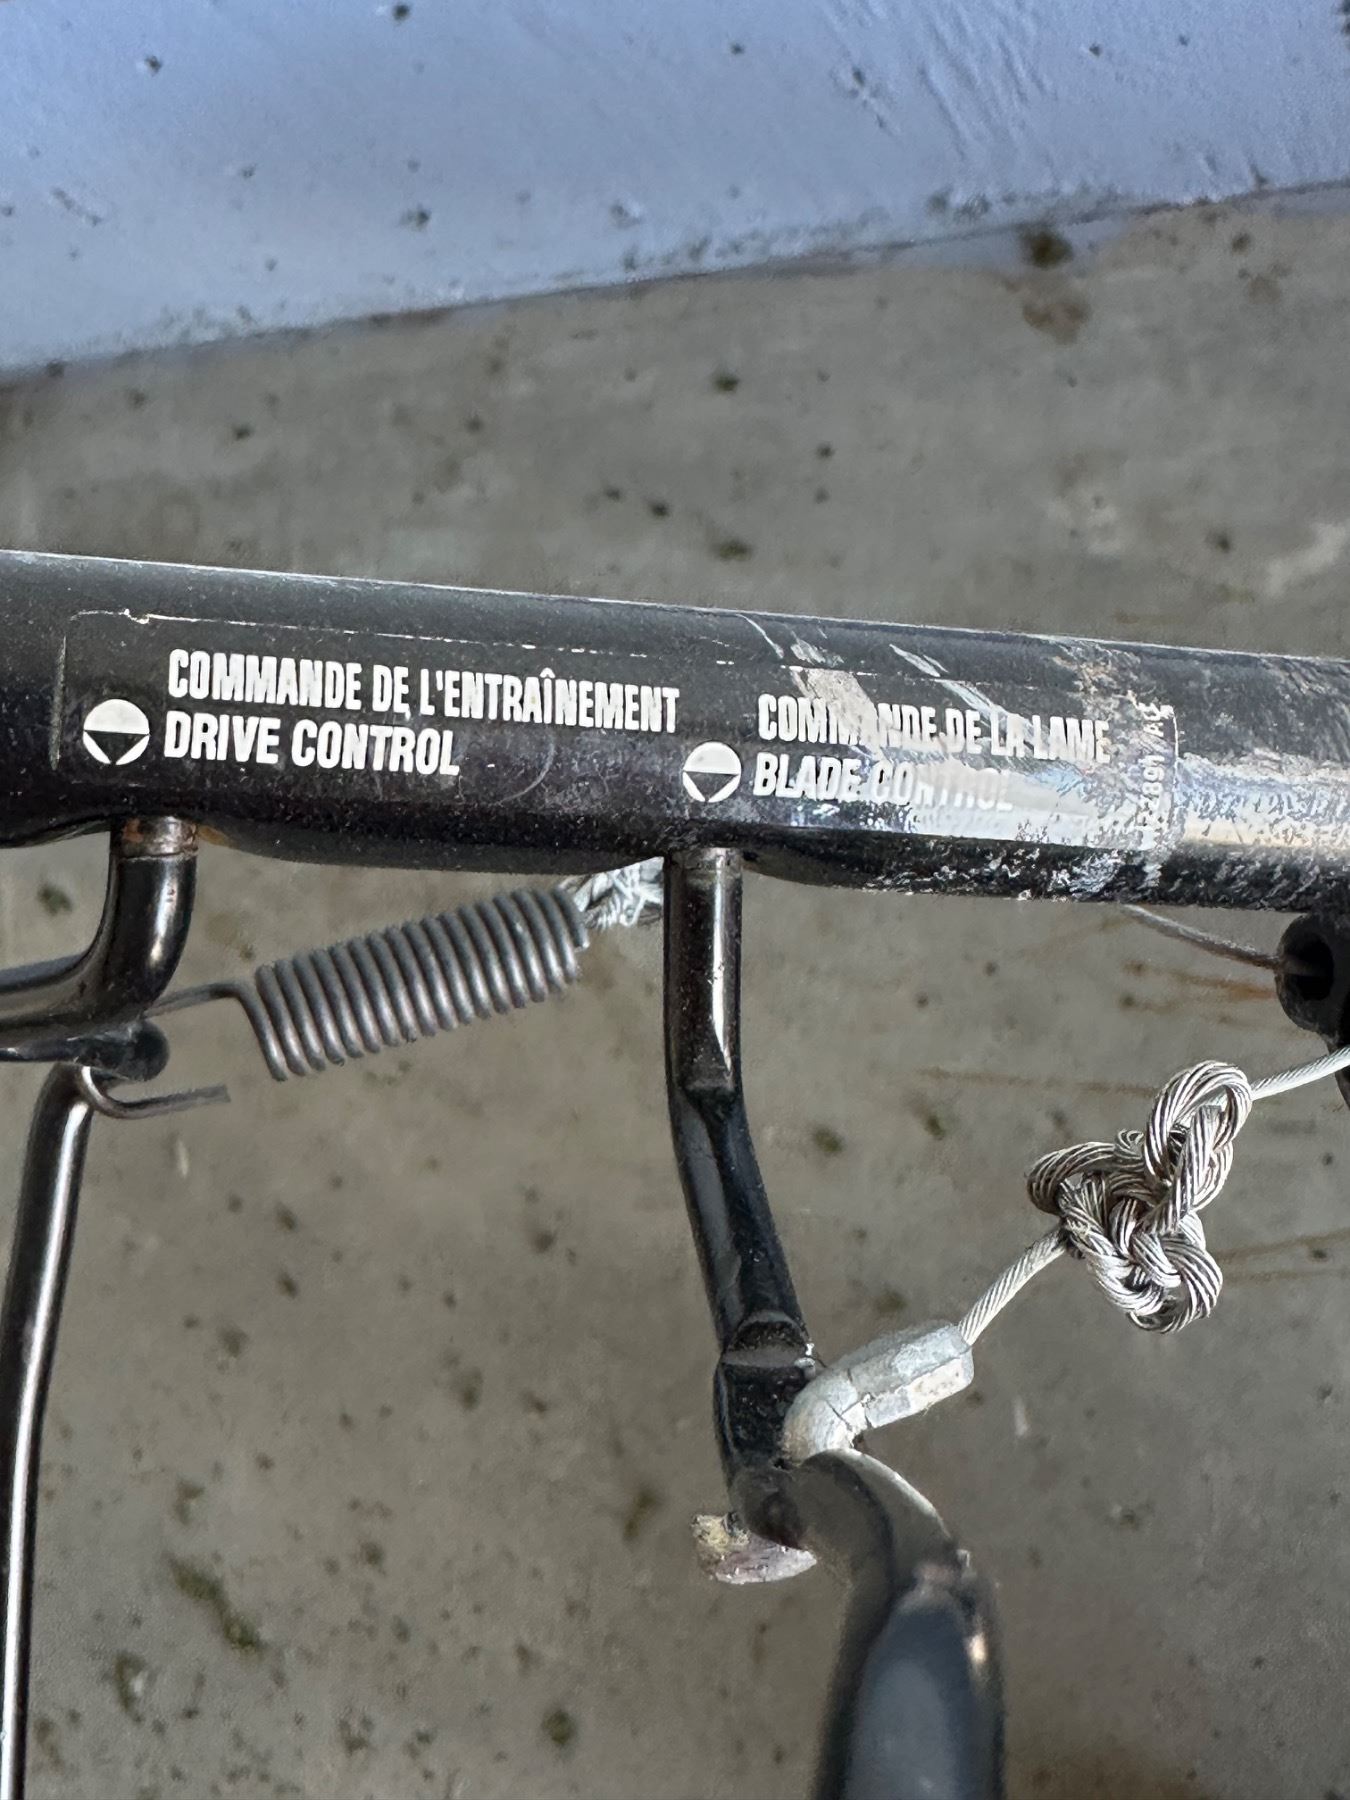 COMMANDE DE L'ENTRAÎNEMENT
DRIVE CONTROL
COMMANDE DE LA LAME
BLADE CONTROL